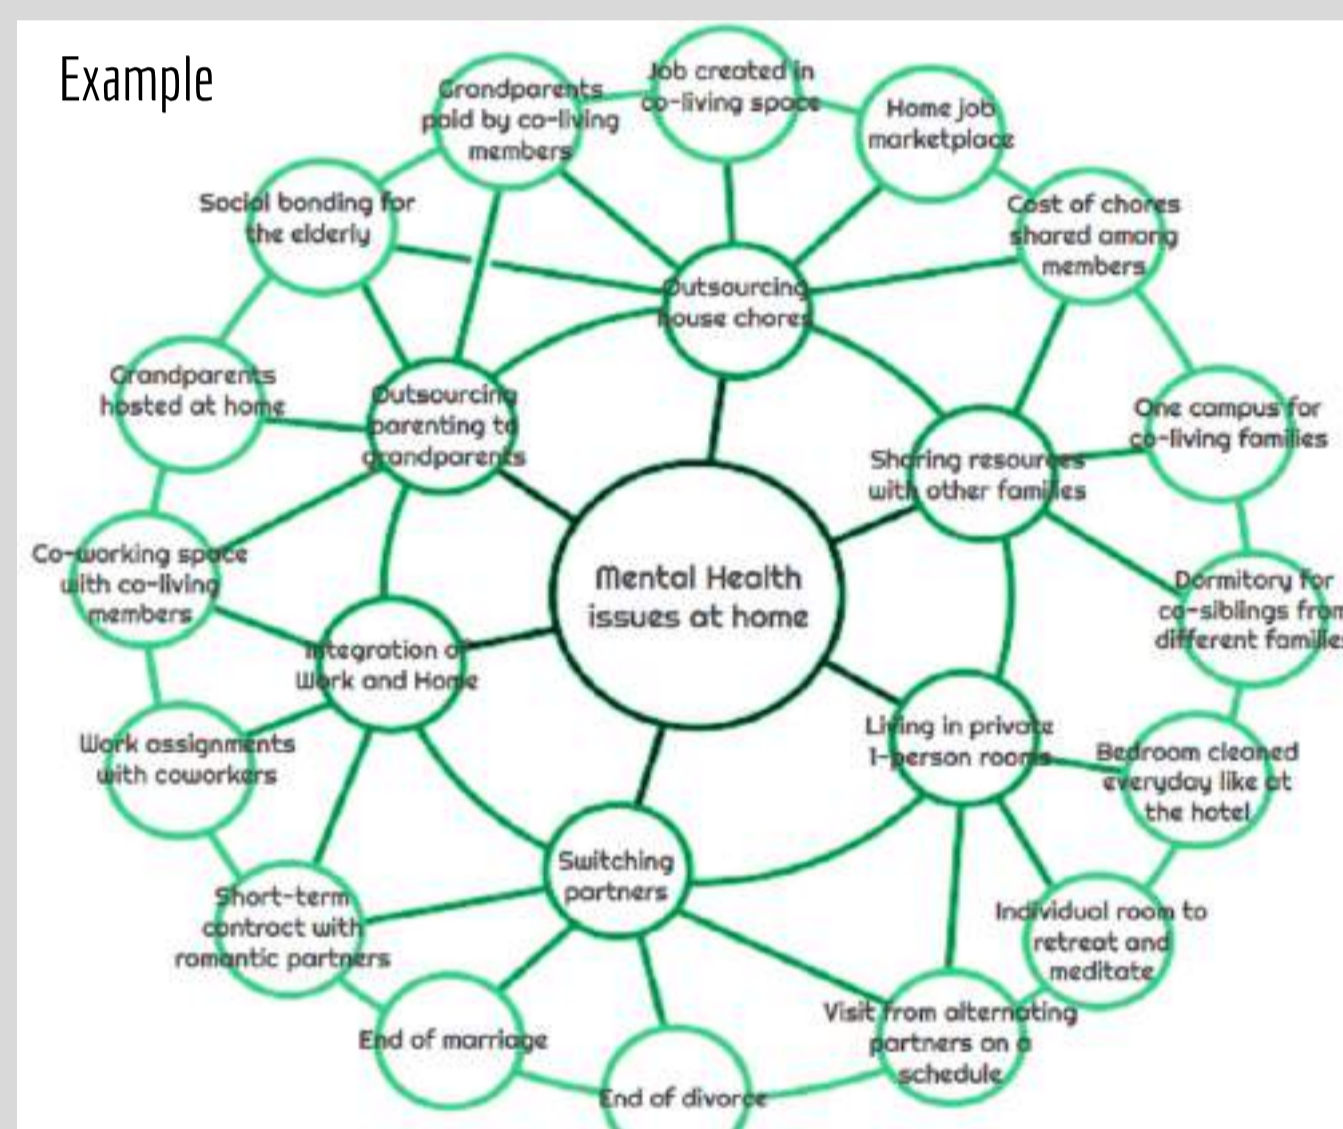 Example
Grandparents
paid by co-living
members
Job created in
co-living space
Home job
marketplace
Social bonding for
the elderly
Cost of chores
shared among
members
Outsourcing
house chores
Grandparents
hosted at home
Outsourcing
parenting to
grandparents
One campus for
co-living families
Sharing resources
with other families
Co-working space
with co-living
members
Mental Health
issues at home
Dormitory for
co-siblings from
different families
Integration of
Work and Home
Living in private
1-person rooms
Work assignments
with coworkers
Bedroom cleaned
everyday like at
the hotel
Switching
partners
Short-term
contract with
romantic partners
Individual room to
retreat and
meditate
Visit from alternating
partners on a
schedule
End of marriage
End of divorce